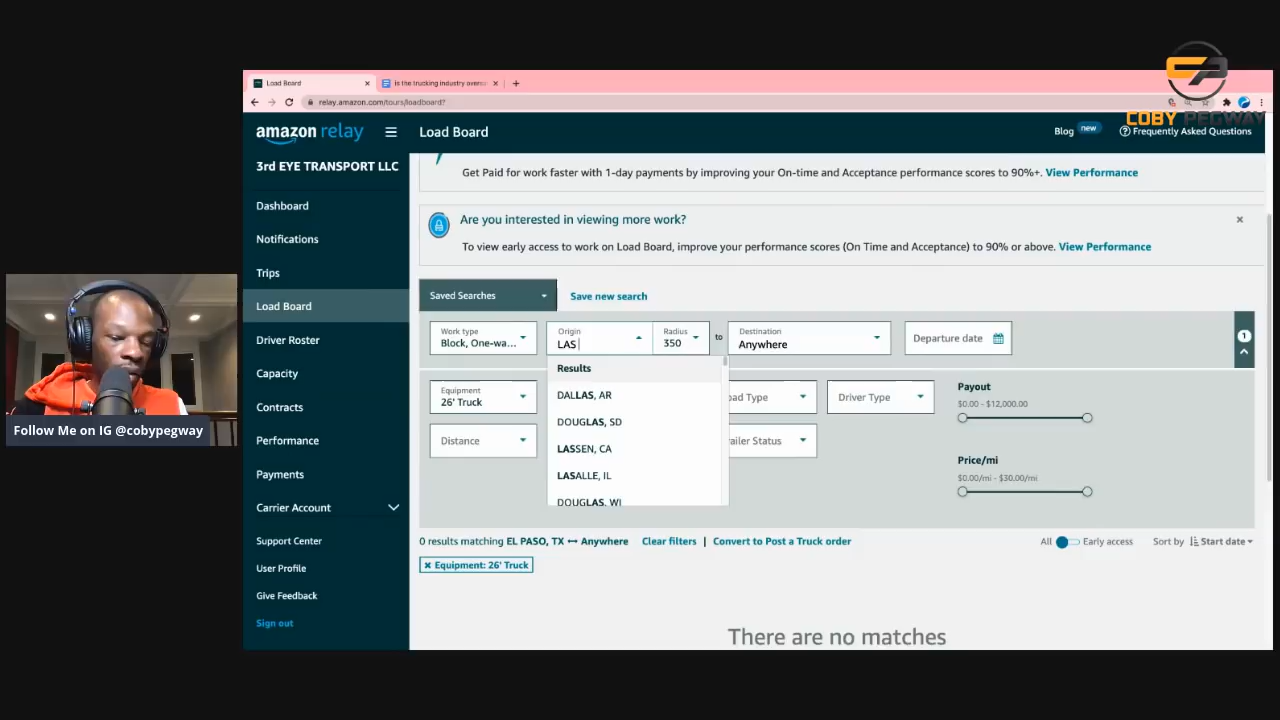 Load Board
is the trucking industry oversa
relay.amazon.com/tours/loadboard?
COBY PEGWAY
amazon relay
Load Board
Blog new
Frequently Asked Questions
3rd EYE TRANSPORT LLC
Dashboard
Notifications
Trips
Load Board
Driver Roster
Capacity
Contracts
Performance
Payments
Carrier Account
Support Center
User Profile
Give Feedback
Sign out
Get Paid for work faster with 1-day payments by improving your On-time and Acceptance performance scores to 90%+. View Performance
Are you interested in viewing more work?
To view early access to work on Load Board, improve your performance scores (On Time and Acceptance) to 90% or above. View Performance
Saved Searches
Save new search
Work type
Block, One-wa...
Origin
LAS
Radius
350
to
Destination
Anywhere
Departure date
1
Results
DALLAS, AR
DOUGLAS, SD
LASSEN, CA
LASALLE, IL
DOUGLAS, WI
Equipment
26' Truck
oad Type
Driver Type
Payout
$0.00 - $12,000.00
Distance
railer Status
Price/mi
$0.00/mi - $30.00/mi
0 results matching EL PASO, TX ↔ Anywhere
Clear filters | Convert to Post a Truck order
All Early access
Sort by Start date
× Equipment: 26' Truck
There are no matches
Follow Me on IG @cobypegway